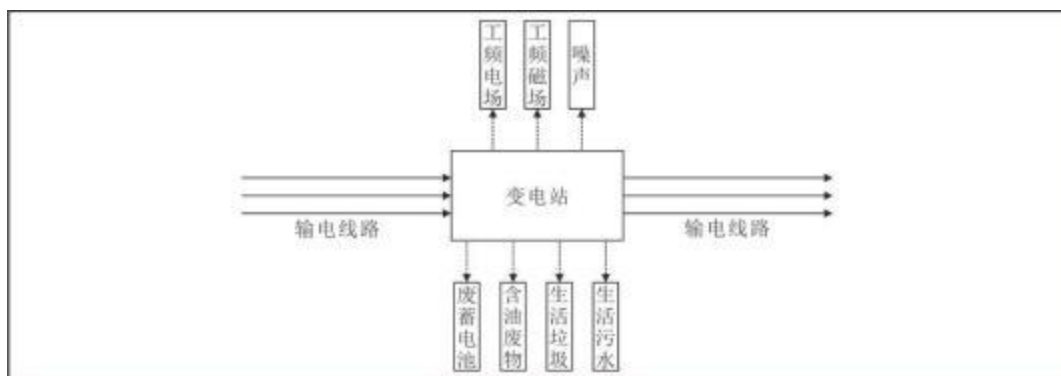 工频电场
工频磁场
噪声
变电站
输电线路
输电线路
废蓄电池
含油废物
生活垃圾
生活污水